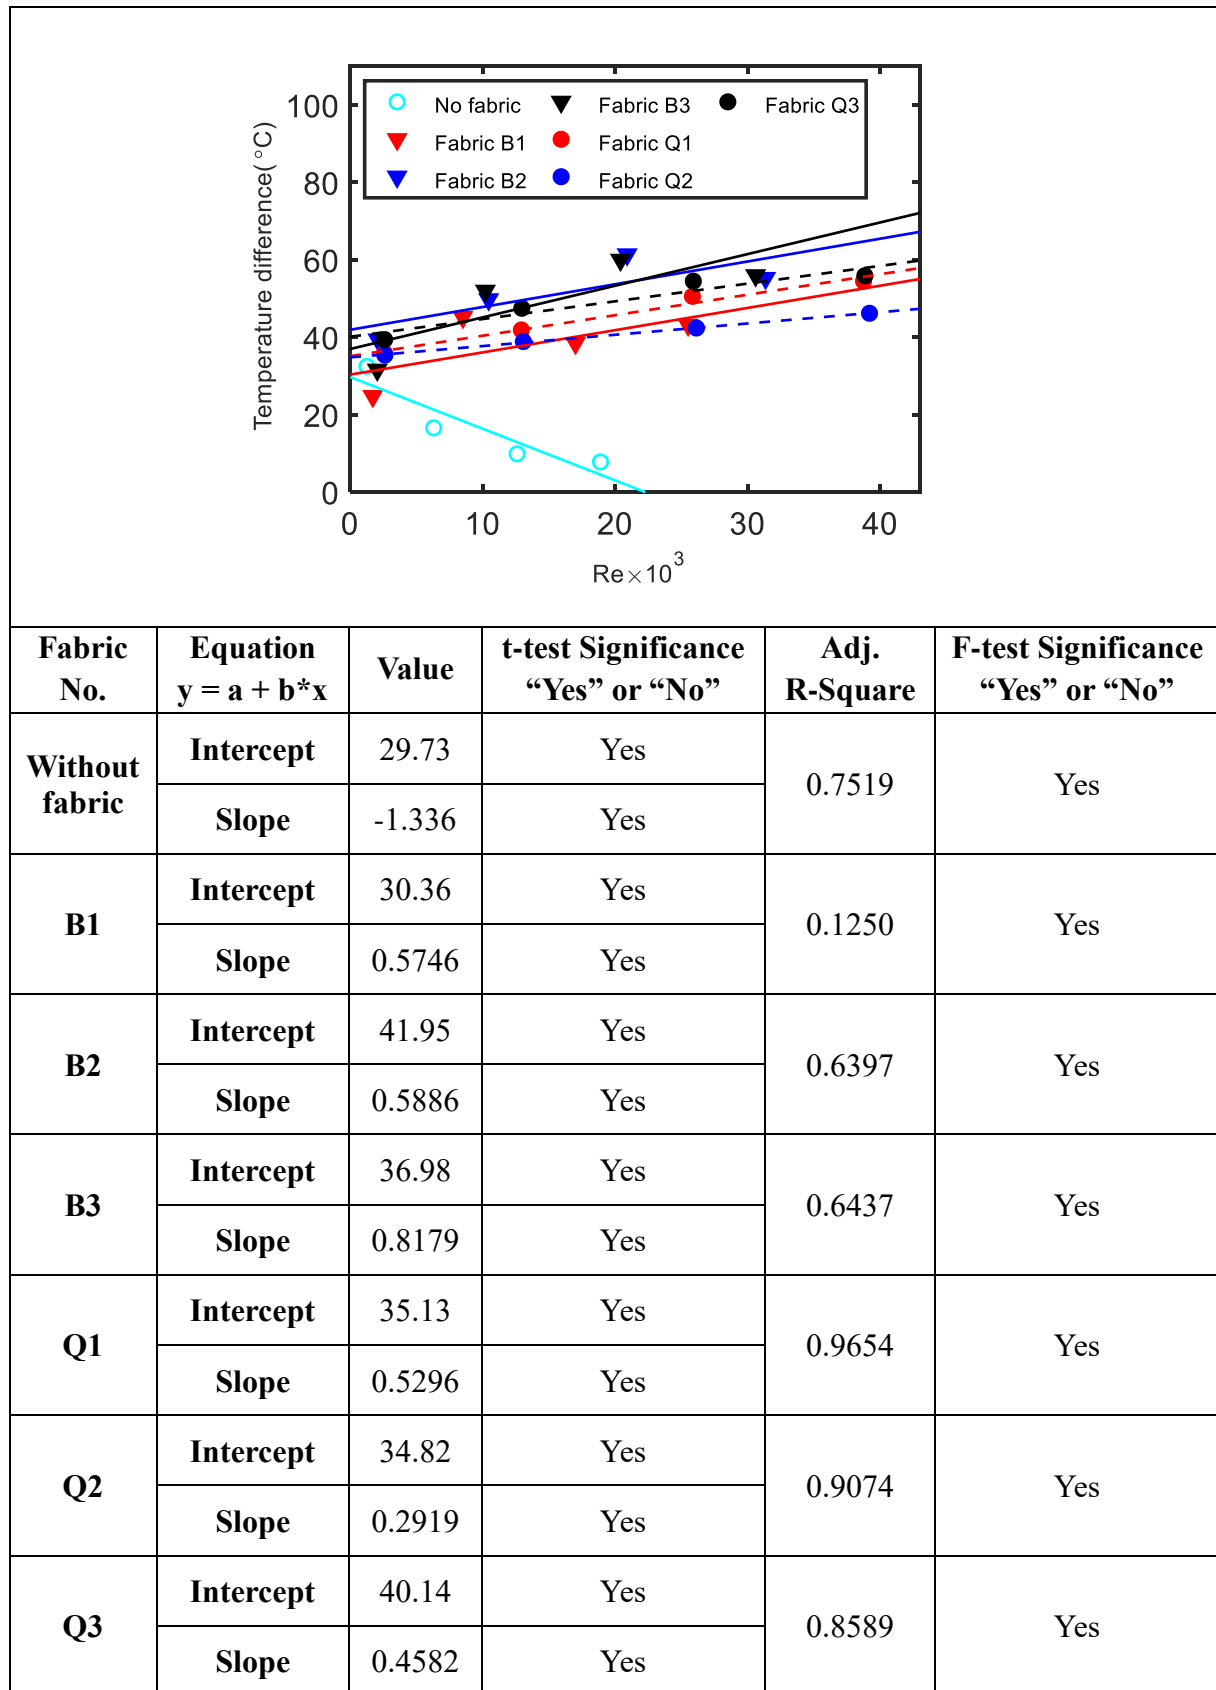 100
80
60
40
20
0
Temperature difference(°C)
No fabric
Fabric B1
Fabric B2
Fabric B3
Fabric Q1
Fabric Q2
Fabric Q3
0 10 20 30 40
Re×10³
Fabric No. Equation y = a + b*x Value t-test Significance “Yes” or “No” Adj. R-Square F-test Significance “Yes” or “No”
Without fabric Intercept 29.73 Yes 0.7519 Yes
Slope -1.336 Yes
B1 Intercept 30.36 Yes 0.1250 Yes
Slope 0.5746 Yes
B2 Intercept 41.95 Yes 0.6397 Yes
Slope 0.5886 Yes
B3 Intercept 36.98 Yes 0.6437 Yes
Slope 0.8179 Yes
Q1 Intercept 35.13 Yes 0.9654 Yes
Slope 0.5296 Yes
Q2 Intercept 34.82 Yes 0.9074 Yes
Slope 0.2919 Yes
Q3 Intercept 40.14 Yes 0.8589 Yes
Slope 0.4582 Yes